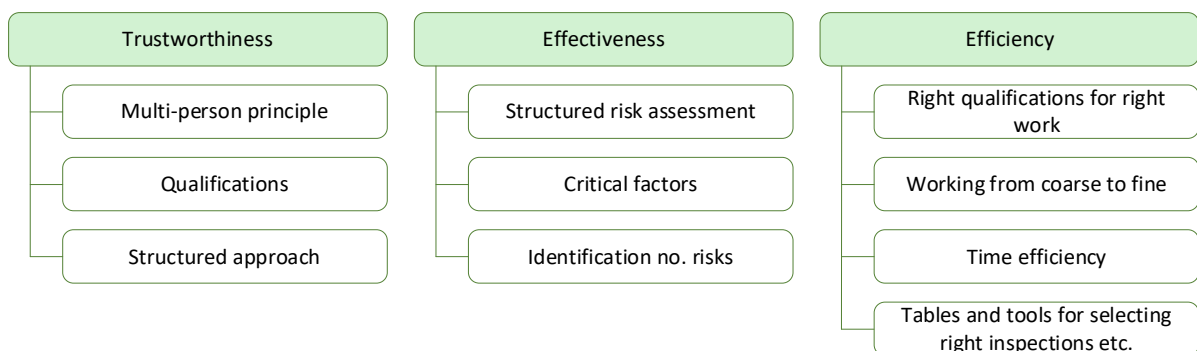 Trustworthiness
Multi-person principle
Qualifications
Structured approach
Effectiveness
Structured risk assessment
Critical factors
Identification no. risks
Efficiency
Right qualifications for right
work
Working from coarse to fine
Time efficiency
Tables and tools for selecting
right inspections etc.